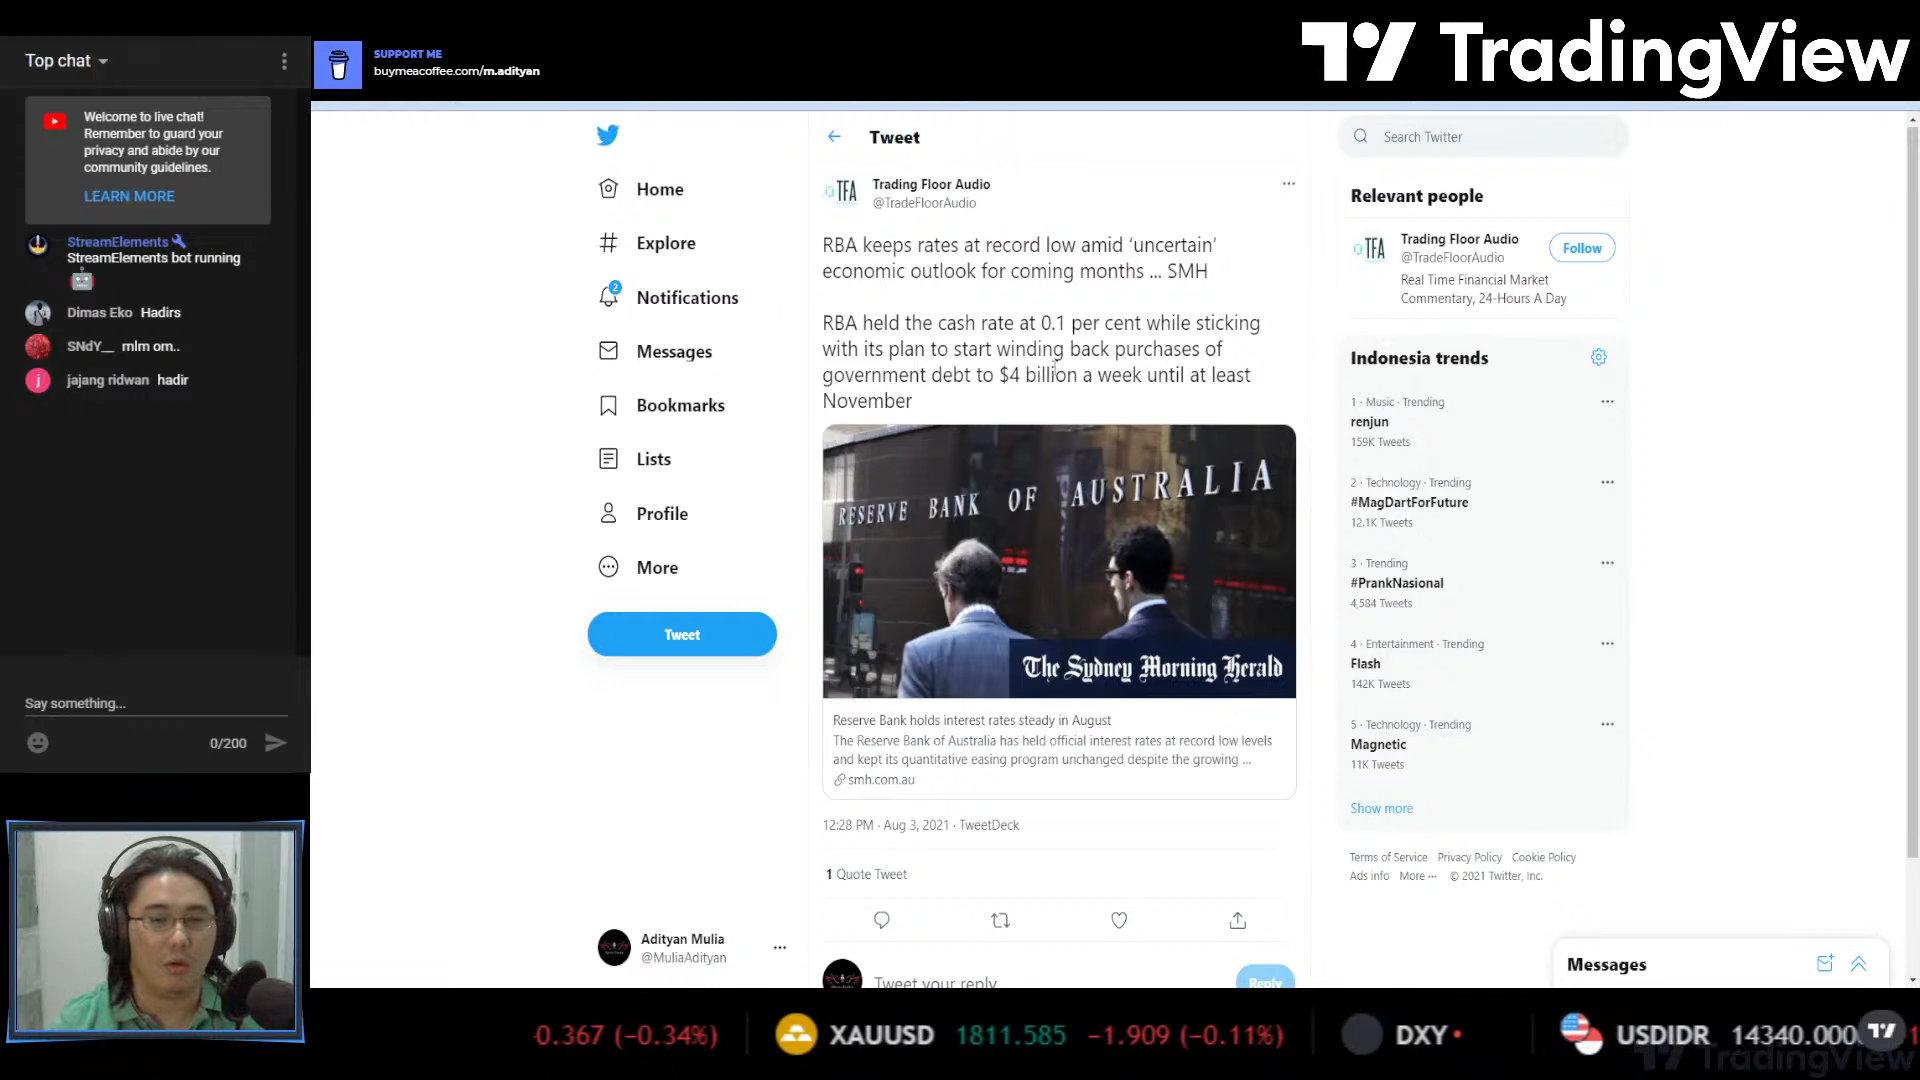 Top chat
Welcome to live chat!
Remember to guard your
privacy and abide by our
community guidelines.
LEARN MORE
StreamElements
StreamElements bot running
Dimas Eko Hadirs
SNdY__ mlm om..
j
jajang ridwan hadir
Say something...
0/200
SUPPORT ME
buymeacoffee.com/m.adityan
TradingView
Home
Explore
2
Notifications
Messages
Bookmarks
Lists
Profile
More
Tweet
Adityan Mulia
@MuliaAdityan
Tweet
TFA
Trading Floor Audio
@TradeFloorAudio
RBA keeps rates at record low amid ‘uncertain’
economic outlook for coming months ... SMH
RBA held the cash rate at 0.1 per cent while sticking
with its plan to start winding back purchases of
government debt to $4 billion a week until at least
November
RESERVE BANK OF AUSTRALIA
The Sydney Morning Herald
Reserve Bank holds interest rates steady in August
The Reserve Bank of Australia has held official interest rates at record low levels
and kept its quantitative easing program unchanged despite the growing ...
smh.com.au
12:28 PM · Aug 3, 2021 · TweetDeck
1 Quote Tweet
Tweet your reply
Reply
Search Twitter
Relevant people
TFA
Trading Floor Audio
@TradeFloorAudio
Follow
Real Time Financial Market
Commentary, 24-Hours A Day
Indonesia trends
1 · Music · Trending
renjun
159K Tweets
2 · Technology · Trending
#MagDartForFuture
12.1K Tweets
3 · Trending
#PrankNasional
4,584 Tweets
4 · Entertainment · Trending
Flash
142K Tweets
5 · Technology · Trending
Magnetic
11K Tweets
Show more
Terms of Service Privacy Policy Cookie Policy
Ads info More ··· © 2021 Twitter, Inc.
Messages
-0.367 (−0.34%) XAUUSD 1811.585 −1.909 (−0.11%) DXY USDIDR 14340.000
TradingView